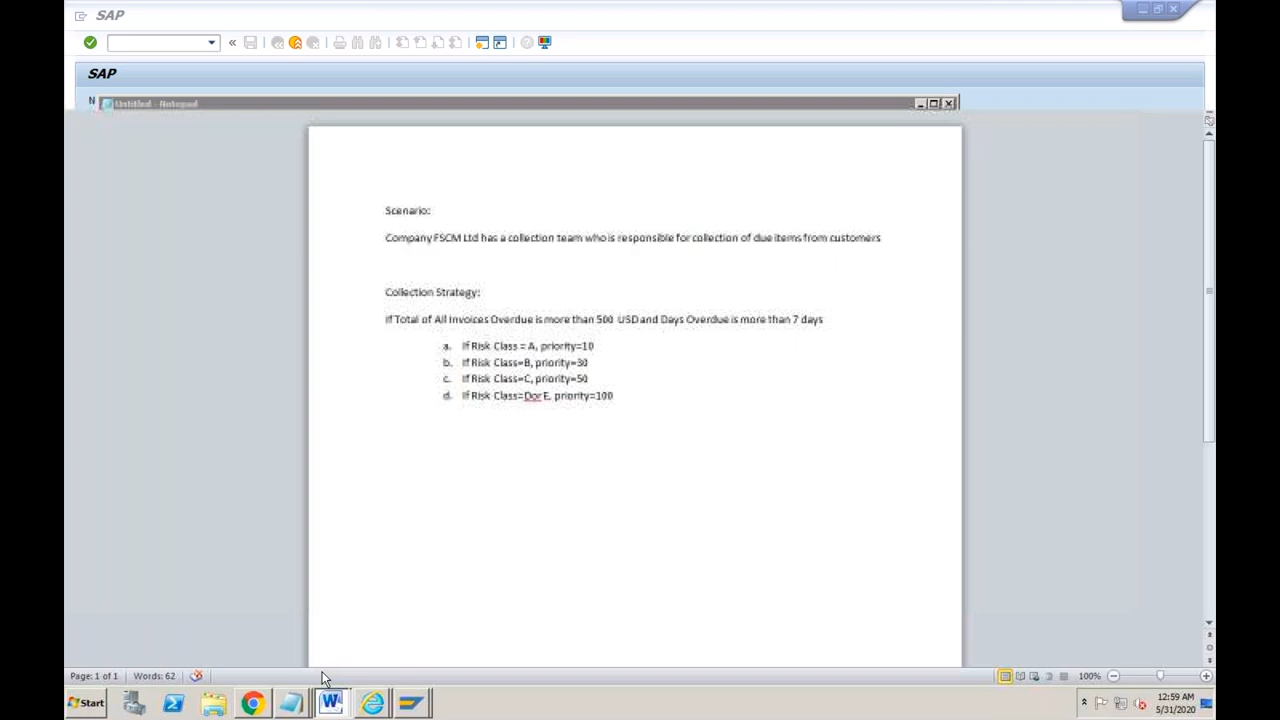 SAP
SAP
N
Untitled - Notepad
Scenario:
Company FSCM Ltd has a collection team who is responsible for collection of due items from customers
Collection Strategy:
If Total of All Invoices Overdue is more than 500 USD and Days Overdue is more than 7 days
a. If Risk Class = A, priority=10
b. If Risk Class=B, priority=30
c. If Risk Class=C, priority=50
d. If Risk Class=Dor E, priority=100
Page: 1 of 1 Words: 62 100%
Start 12:59 AM
5/31/2020